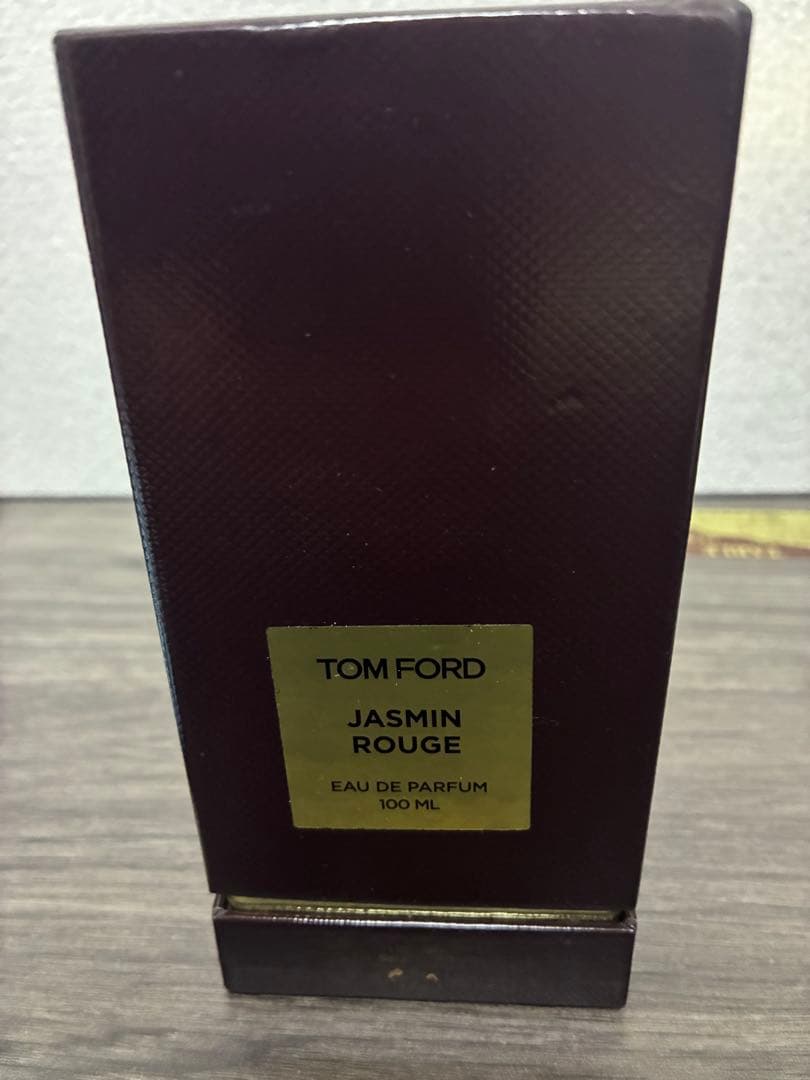 TOM FORD
JASMIN
ROUGE
EAU DE PARFUM
100 ML